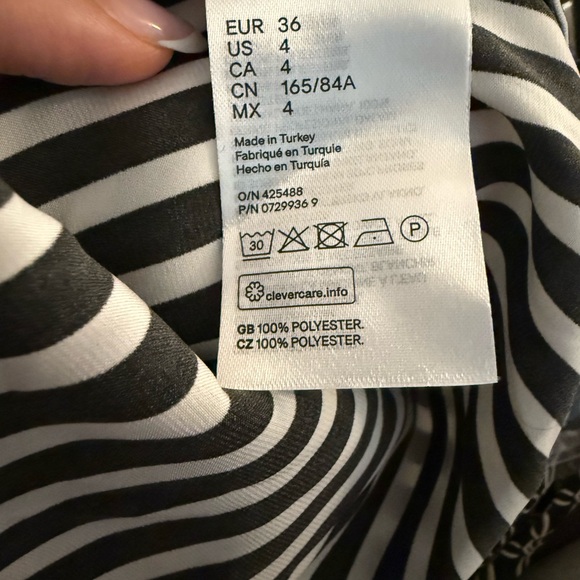 EUR 36
US 4
CA 4
CN 165/84A
MX 4
Made in Turkey
Fabriqué en Turquie
Hecho en Turquía
O/N 425488
P/N 0729936 9
30 P
clevercare.info
GB 100% POLYESTER.
CZ 100% POLYESTER.